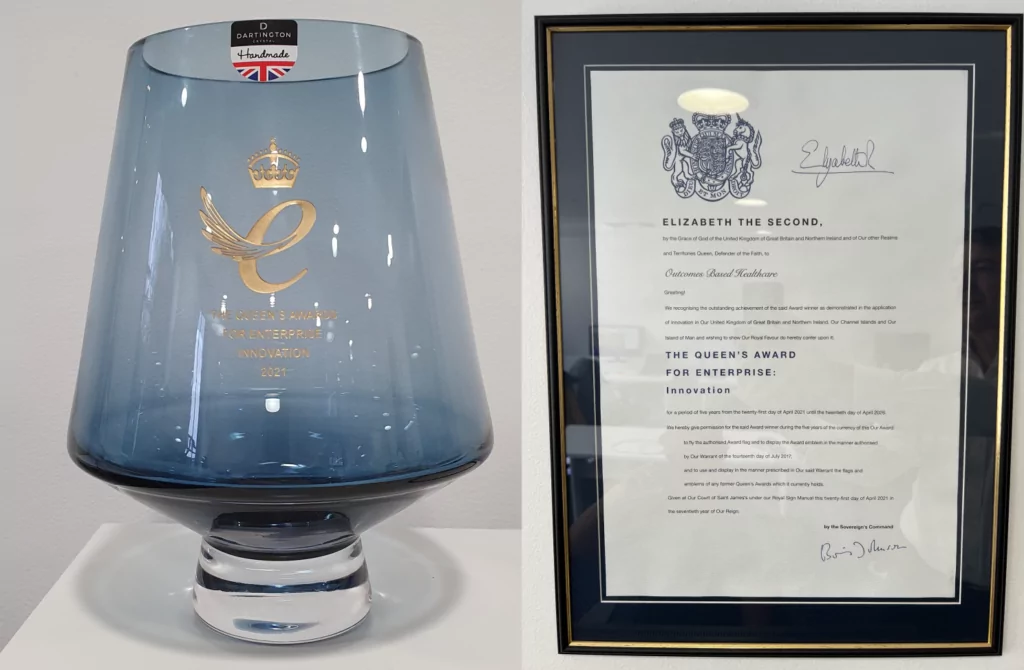 DARTINGTON
CRYSTAL
Handmade
THE QUEEN'S AWARDS
FOR ENTERPRISE
INNOVATION
2021
Elizabeth R
ELIZABETH THE SECOND,
by the Grace of God of the United Kingdom of Great Britain and Northern Ireland and of Our other Realms
and Territories Queen, Defender of the Faith, to
Outcomes Based Healthcare
Greeting!
We recognising the outstanding achievement of the said Award winner as demonstrated in the application
of innovation in Our United Kingdom of Great Britain and Northern Ireland, Our Channel Islands and Our
Island of Man and wishing to show Our Royal Favour do hereby confer upon it.
THE QUEEN'S AWARD
FOR ENTERPRISE:
Innovation
for a period of five years from the twenty-first day of April 2021 until the twentieth day of April 2026.
We hereby give permission for the said Award winner during the five years of the currency of this Our Award
to fly the authorised Award flag and to display the Award emblem in the manner authorised
by Our Warrant of the fourteenth day of July 2017,
and to use and display in the manner prescribed in Our said Warrant the flags and
emblems of any former Queen's Awards which it currently holds.
Given at Our Court of Saint James's under our Royal Sign Manual this twenty-first day of April 2021 in
the seventieth year of Our Reign.
by the Sovereign's Command
Boris Johnson